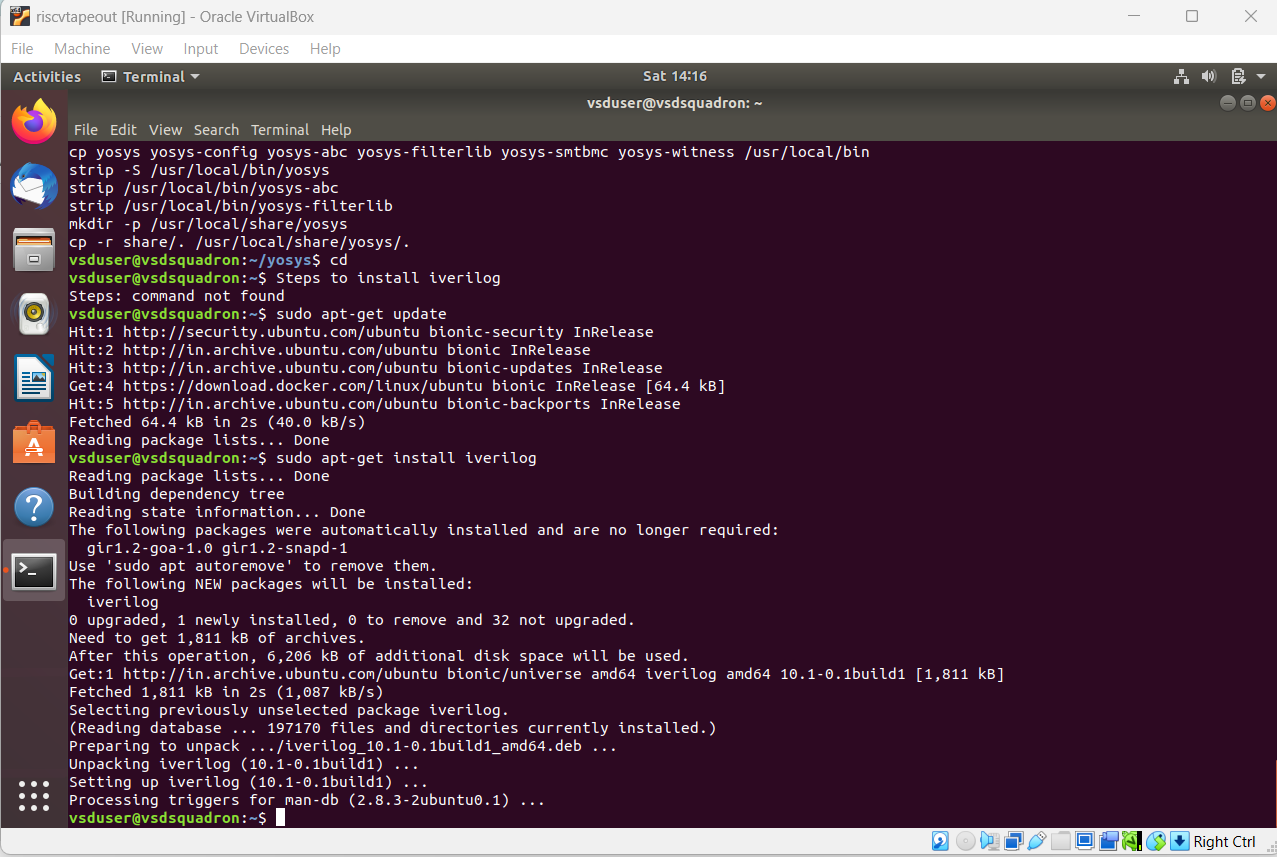 riscvtapeout [Running] - Oracle VirtualBox
File Machine View Input Devices Help
Activities Terminal Sat 14:16
vsduser@vsdsquadron: ~
File Edit View Search Terminal Help
cp yosys yosys-config yosys-abc yosys-filterlib yosys-smtbmc yosys-witness /usr/local/bin
strip -S /usr/local/bin/yosys
strip /usr/local/bin/yosys-abc
strip /usr/local/bin/yosys-filterlib
mkdir -p /usr/local/share/yosys
cp -r share/. /usr/local/share/yosys/.
vsduser@vsdsquadron:~/yosys$ cd
vsduser@vsdsquadron:~$ Steps to install iverilog
Steps: command not found
vsduser@vsdsquadron:~$ sudo apt-get update
Hit:1 http://security.ubuntu.com/ubuntu bionic-security InRelease
Hit:2 http://in.archive.ubuntu.com/ubuntu bionic InRelease
Hit:3 http://in.archive.ubuntu.com/ubuntu bionic-updates InRelease
Get:4 https://download.docker.com/linux/ubuntu bionic InRelease [64.4 kB]
Hit:5 http://in.archive.ubuntu.com/ubuntu bionic-backports InRelease
Fetched 64.4 kB in 2s (40.0 kB/s)
Reading package lists... Done
vsduser@vsdsquadron:~$ sudo apt-get install iverilog
Reading package lists... Done
Building dependency tree
Reading state information... Done
The following packages were automatically installed and are no longer required:
  gir1.2-goa-1.0 gir1.2-snapd-1
Use 'sudo apt autoremove' to remove them.
The following NEW packages will be installed:
  iverilog
0 upgraded, 1 newly installed, 0 to remove and 32 not upgraded.
Need to get 1,811 kB of archives.
After this operation, 6,206 kB of additional disk space will be used.
Get:1 http://in.archive.ubuntu.com/ubuntu bionic/universe amd64 iverilog amd64 10.1-0.1build1 [1,811 kB]
Fetched 1,811 kB in 2s (1,087 kB/s)
Selecting previously unselected package iverilog.
(Reading database ... 197170 files and directories currently installed.)
Preparing to unpack .../iverilog_10.1-0.1build1_amd64.deb ...
Unpacking iverilog (10.1-0.1build1) ...
Setting up iverilog (10.1-0.1build1) ...
Processing triggers for man-db (2.8.3-2ubuntu0.1) ...
vsduser@vsdsquadron:~$
Right Ctrl